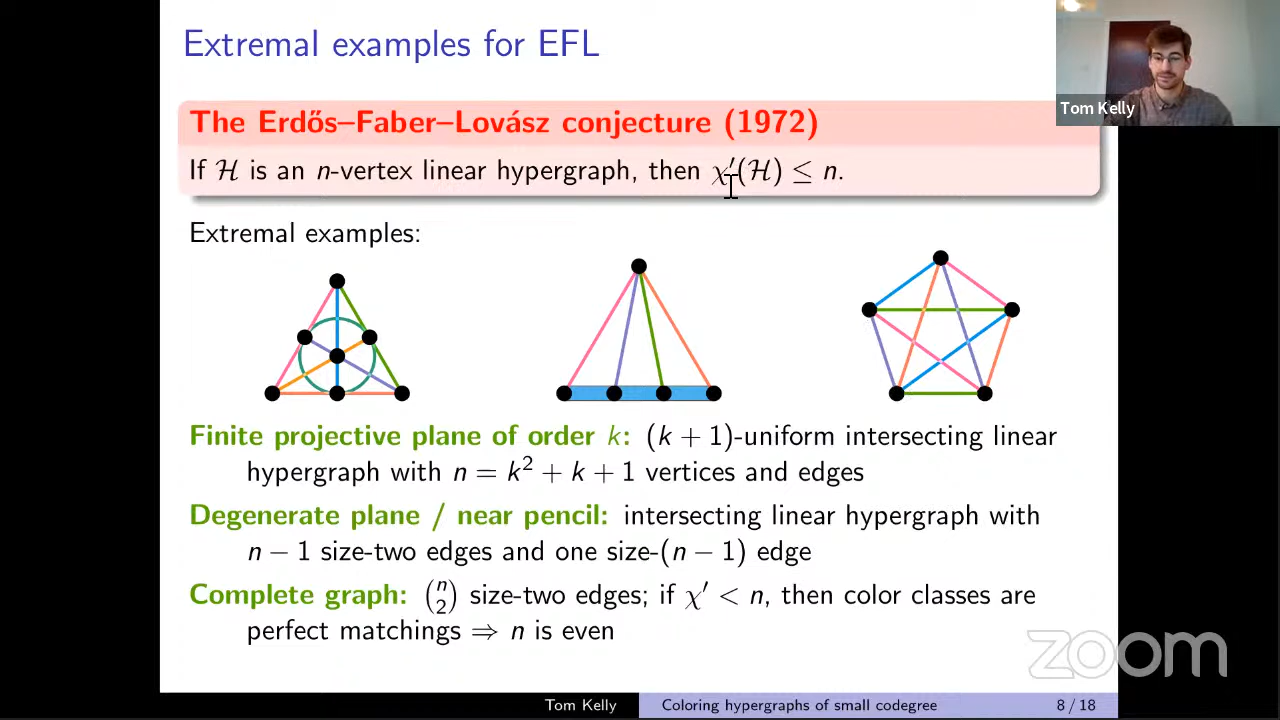 Extremal examples for EFL
Tom Kelly
The Erdős–Faber–Lovász conjecture (1972)
If ℋ is an n-vertex linear hypergraph, then χ′(ℋ) ≤ n.
Extremal examples:
Finite projective plane of order k: (k + 1)-uniform intersecting linear
hypergraph with n = k² + k + 1 vertices and edges
Degenerate plane / near pencil: intersecting linear hypergraph with
n − 1 size-two edges and one size-(n − 1) edge
Complete graph: (n 2) size-two edges; if χ′ < n, then color classes are
perfect matchings ⇒ n is even
zoom
Tom Kelly
Coloring hypergraphs of small codegree
8 / 18